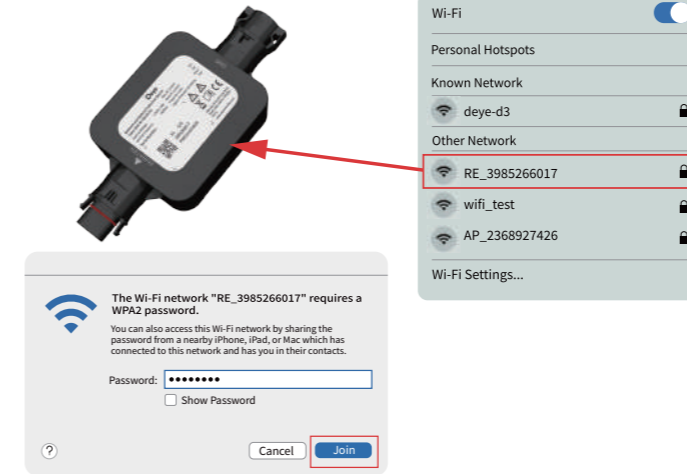 Wi-Fi
Personal Hotspots
Known Network
deye-d3
Other Network
RE_3985266017
wifi_test
AP_2368927426
Wi-Fi Settings...
Deye
The Wi-Fi network "RE_3985266017" requires a
WPA2 password.
You can also access this Wi-Fi network by sharing the
password from a nearby iPhone, iPad, or Mac which has
connected to this network and has you in their contacts.
Password: ••••••••
Show Password
?
Cancel
Join